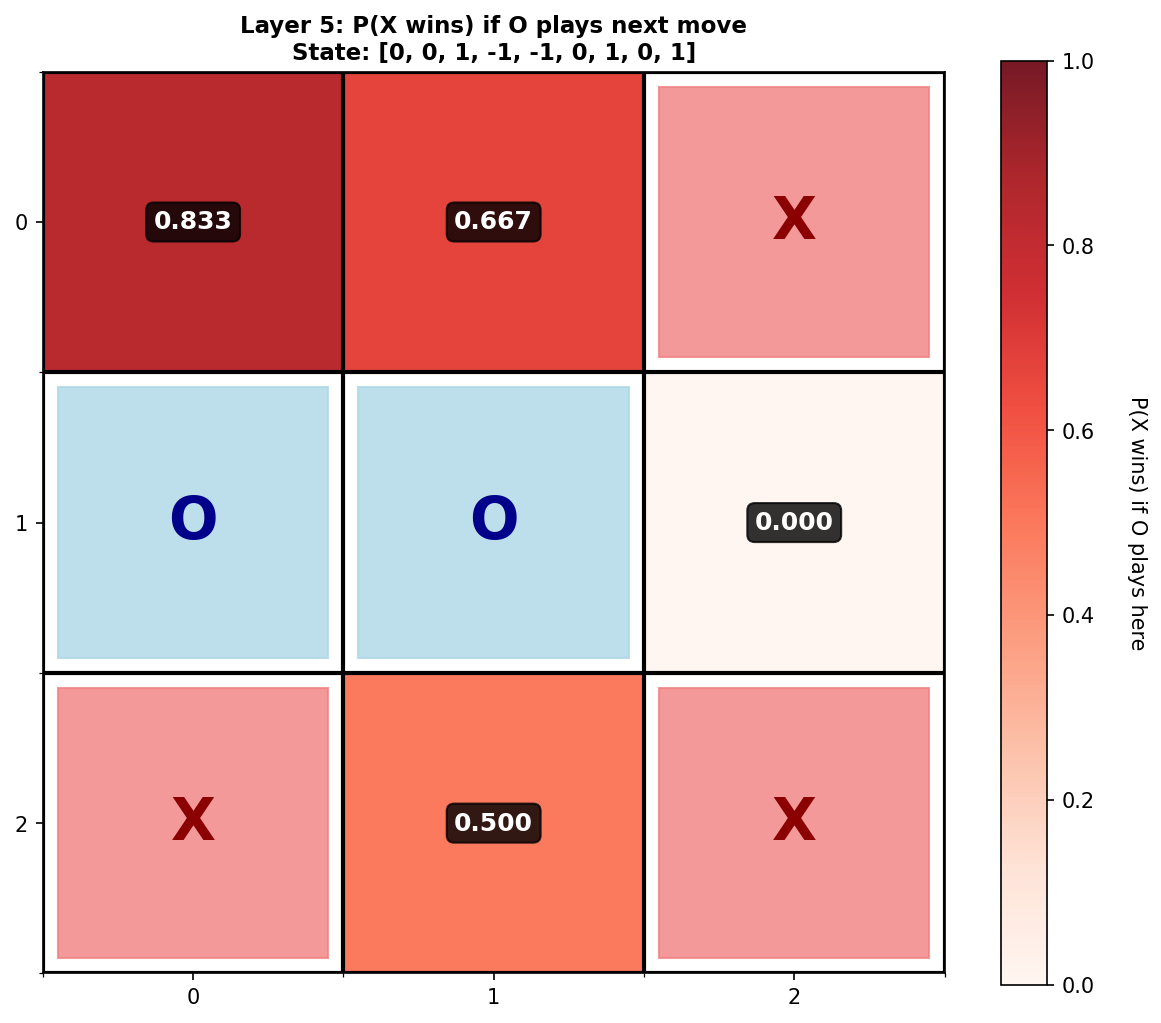 Layer 5: P(X wins) if O plays next move
State: [0, 0, 1, -1, -1, 0, 1, 0, 1]
0
0.833
0.667
X
1
O
O
0.000
2
X
0.500
X
0
1
2
1.0
0.8
0.6
0.4
0.2
0.0
P(X wins) if O plays here